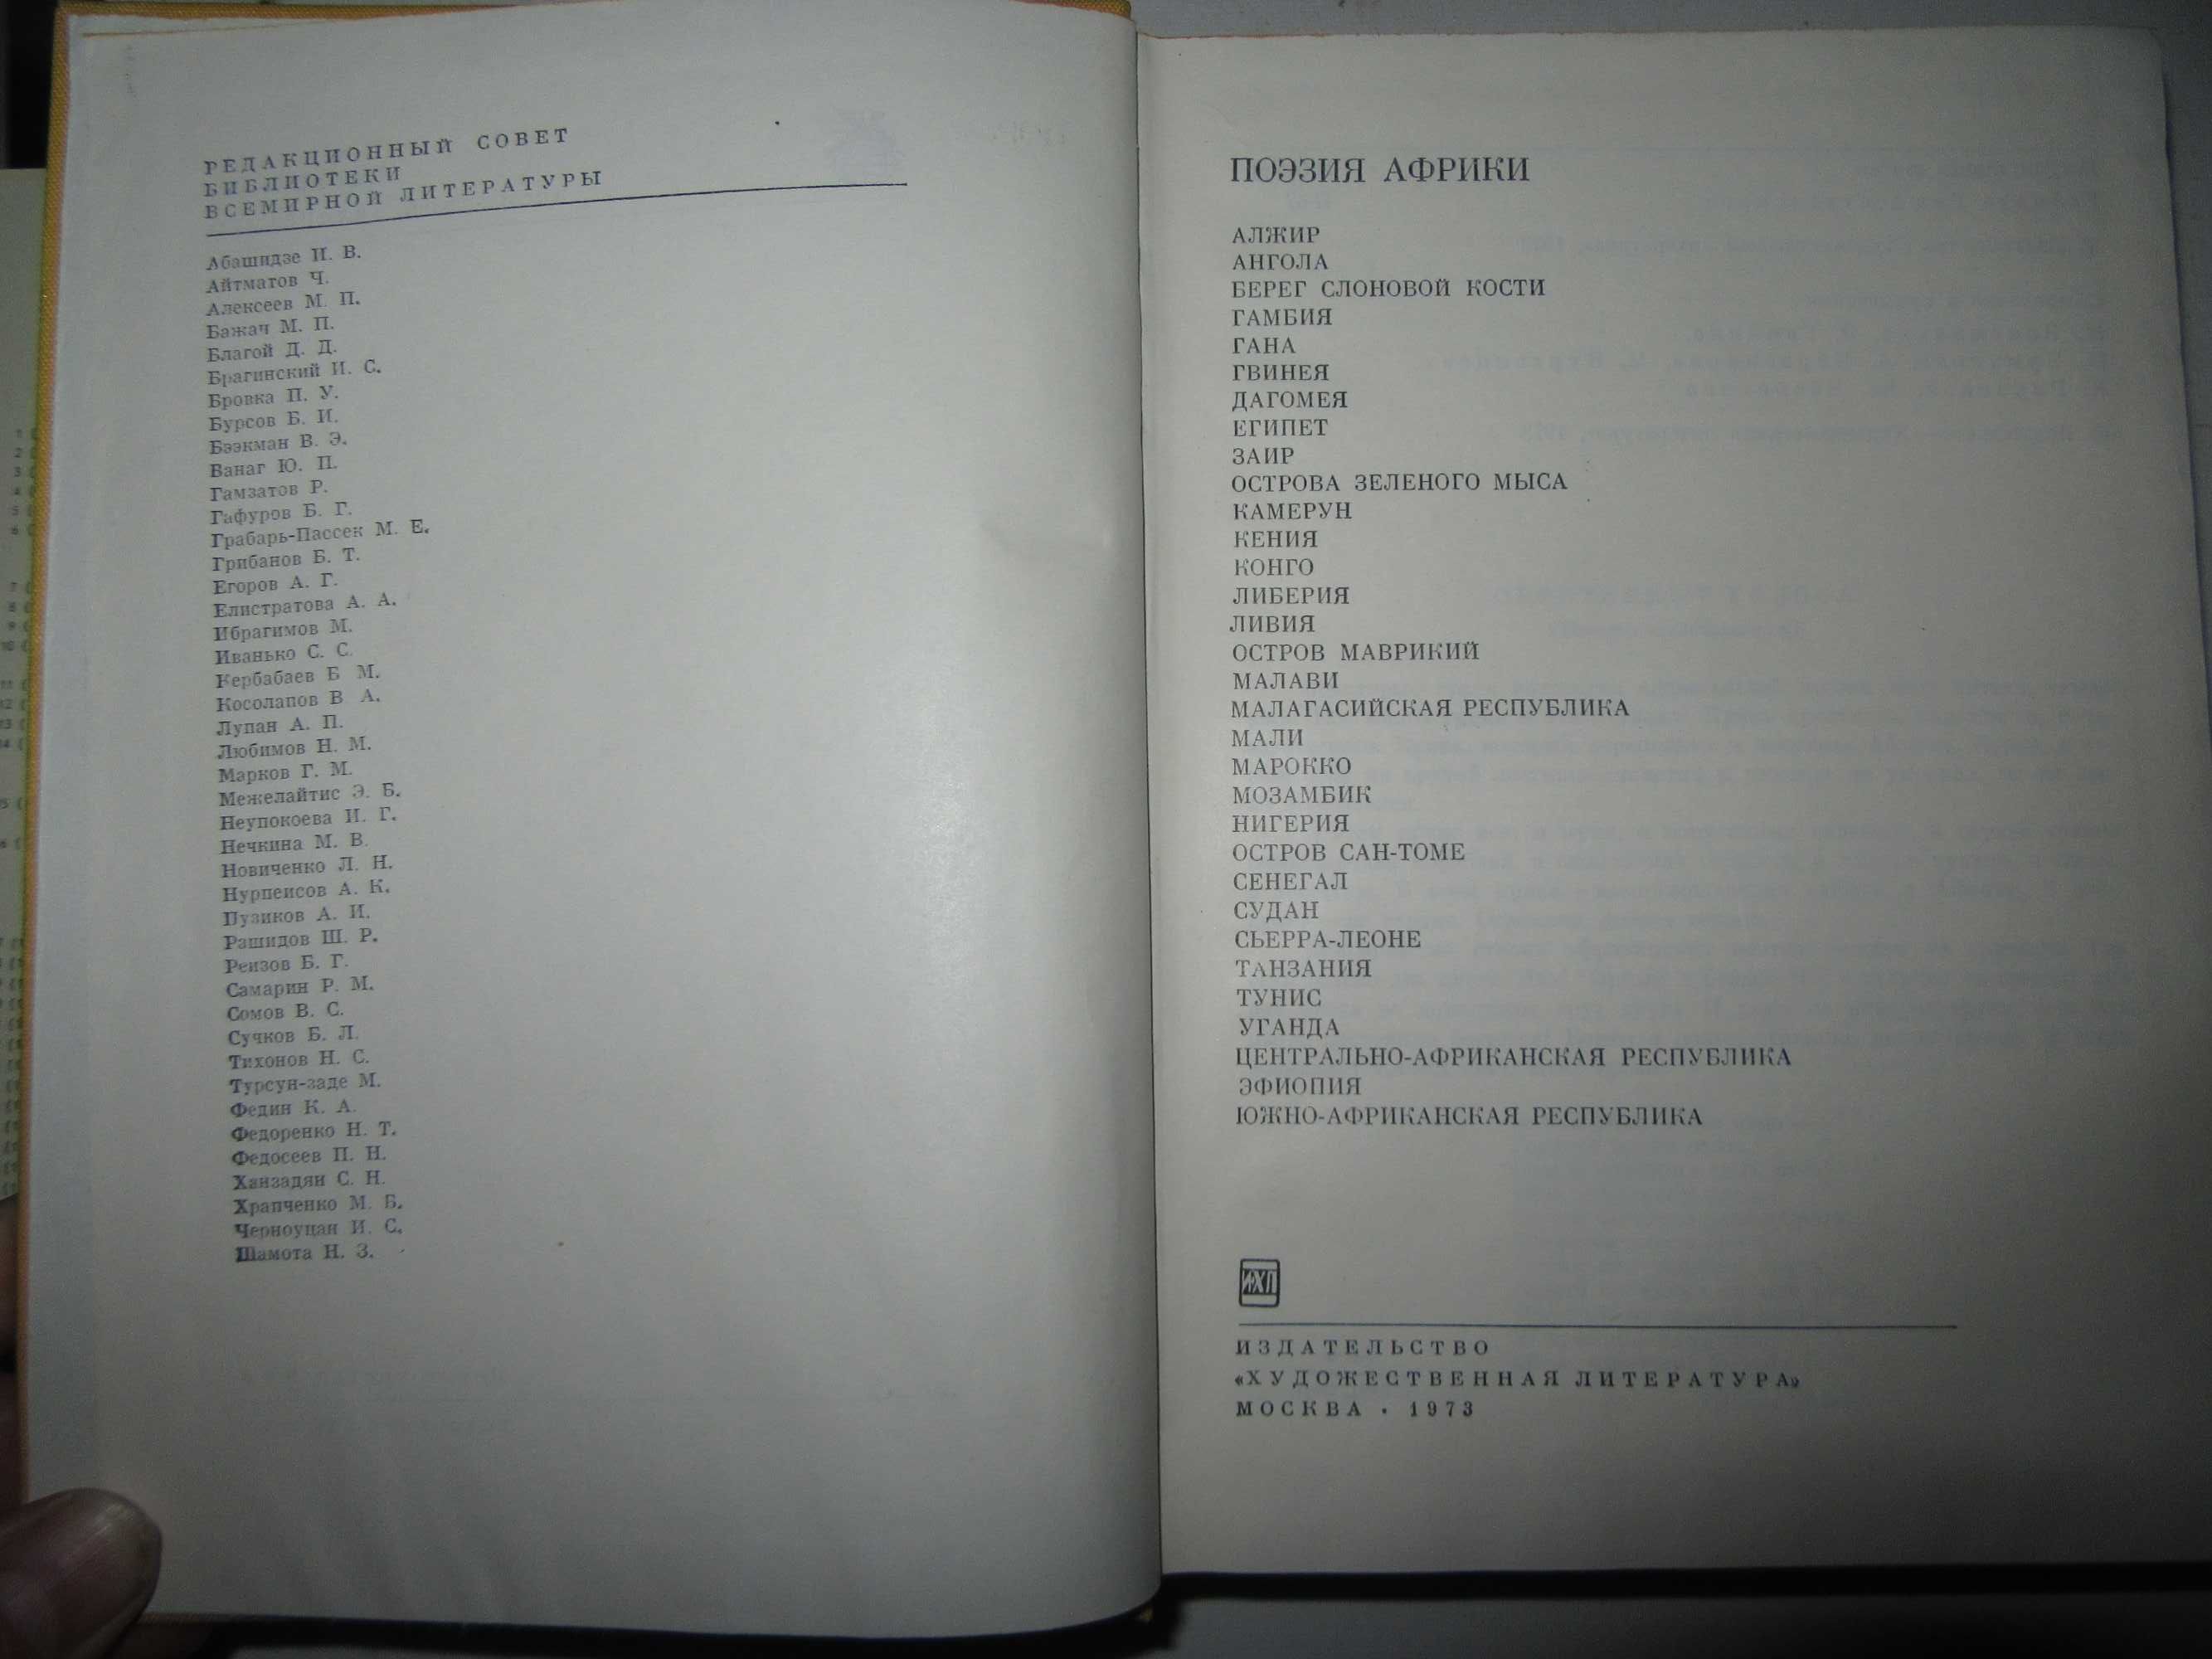 РЕДАКЦИОННЫЙ СОВЕТ
БИБЛИОТЕКИ
ВСЕМИРНОЙ ЛИТЕРАТУРЫ
Абашидзе И. В.
Айтматов Ч.
Алексеев М. П.
Бажан М. П.
Благой Д. Д.
Брагинский И. С.
Бровка П. У.
Бурсов Б. И.
Бээкман В. Э.
Ванаг Ю. П.
Гамзатов Р.
Гафуров Б. Г.
Грабарь-Пассек М. Е.
Грибанов Б. Т.
Егоров А. Г.
Елистратова А. А.
Ибрагимов М.
Иванько С. С.
Кербабаев Б М.
Косолапов В А.
Лупан А. П.
Любимов Н. М.
Марков Г. М.
Межелайтис Э. Б.
Неупокоева И. Г.
Нечкина М. В.
Новиченко Л. Н.
Нурпеисов А. К.
Пузиков А. И.
Рашидов Ш. Р.
Реизов Б. Г.
Самарин Р. М.
Сомов В. С.
Сучков Б. Л.
Тихонов Н. С.
Турсун-заде М.
Федин К. А.
Федоренко Н. Т.
Федосеев П. Н.
Ханзадян С. Н.
Храпченко М. Б.
Черноуцан И. С.
Шамота Н. З.
ПОЭЗИЯ АФРИКИ
АЛЖИР
АНГОЛА
БЕРЕГ СЛОНОВОЙ КОСТИ
ГАМБИЯ
ГАНА
ГВИНЕЯ
ДАГОМЕЯ
ЕГИПЕТ
ЗАИР
ОСТРОВА ЗЕЛЕНОГО МЫСА
КАМЕРУН
КЕНИЯ
КОНГО
ЛИБЕРИЯ
ЛИВИЯ
ОСТРОВ МАВРИКИЙ
МАЛАВИ
МАЛАГАСИЙСКАЯ РЕСПУБЛИКА
МАЛИ
МАРОККО
МОЗАМБИК
НИГЕРИЯ
ОСТРОВ САН-ТОМЕ
СЕНЕГАЛ
СУДАН
СЬЕРРА-ЛЕОНЕ
ТАНЗАНИЯ
ТУНИС
УГАНДА
ЦЕНТРАЛЬНО-АФРИКАНСКАЯ РЕСПУБЛИКА
ЭФИОПИЯ
ЮЖНО-АФРИКАНСКАЯ РЕСПУБЛИКА
ИХЛ
ИЗДАТЕЛЬСТВО
«ХУДОЖЕСТВЕННАЯ ЛИТЕРАТУРА»
МОСКВА · 1973